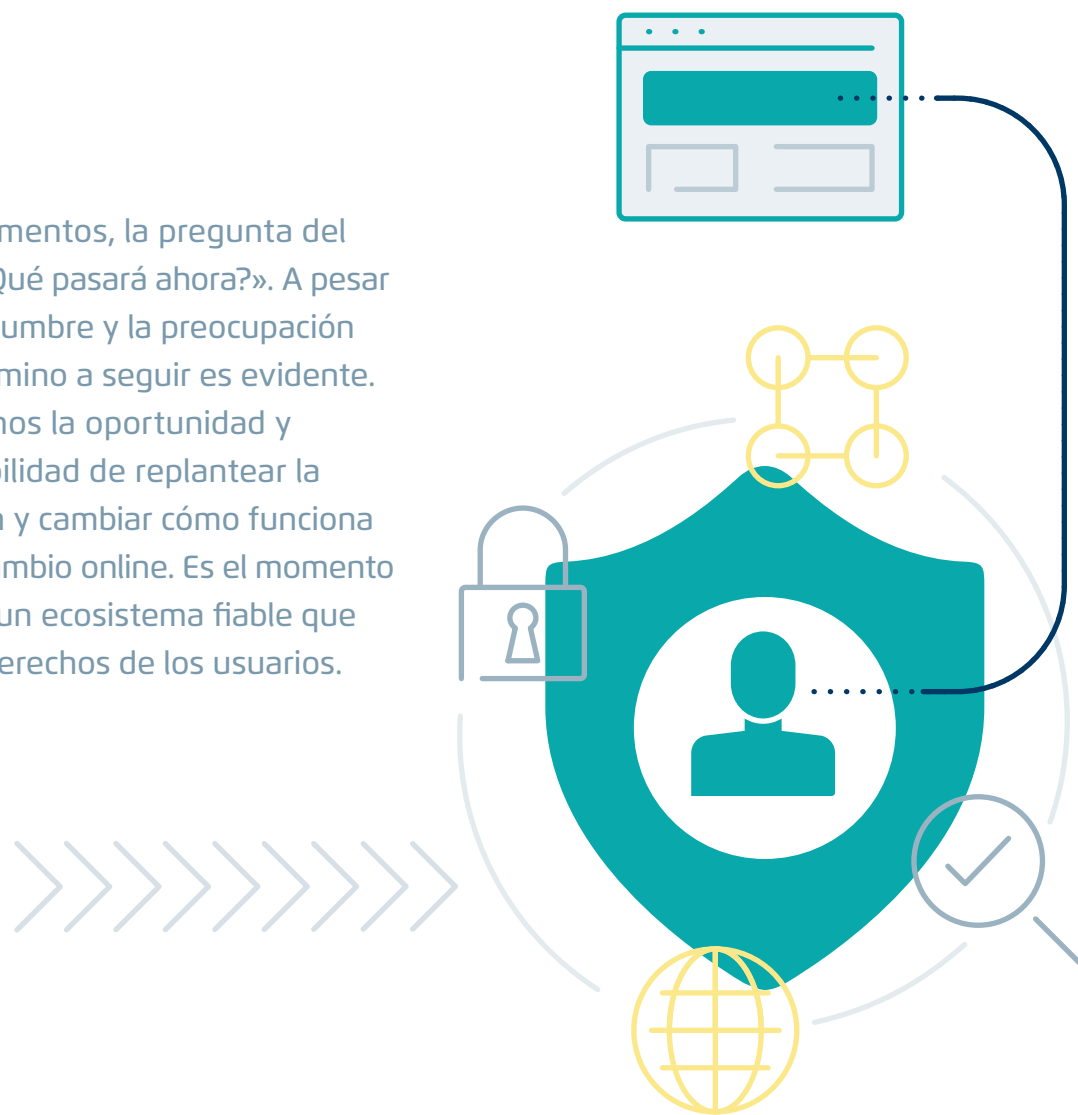 mentos, la pregunta del
Qué pasará ahora?». A pesar
umbre y la preocupación
mino a seguir es evidente.
nos la oportunidad y
bilidad de replantear la
y cambiar cómo funciona
ambio online. Es el momento
un ecosistema fiable que
erechos de los usuarios.